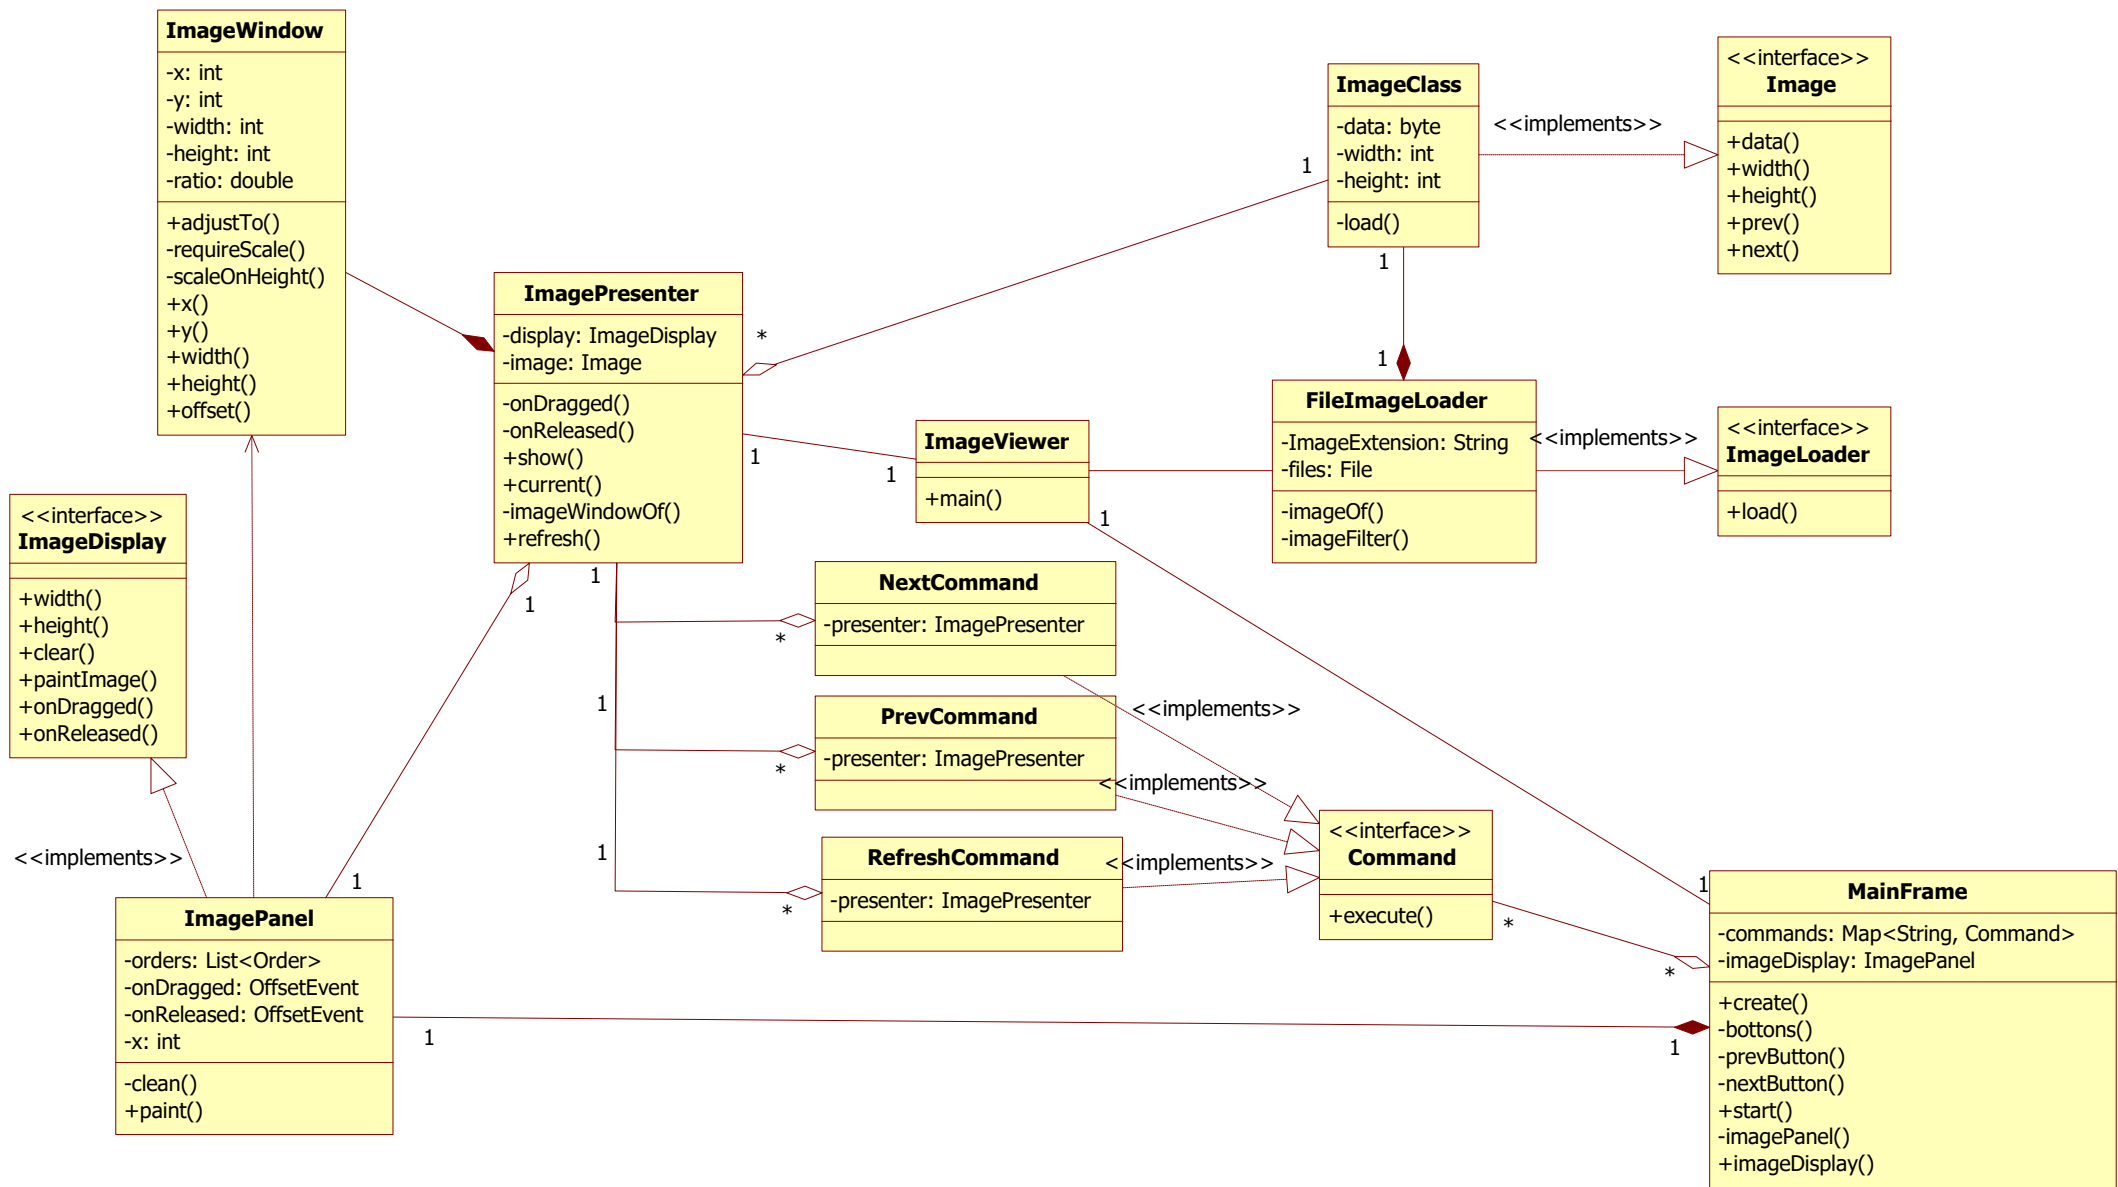 ImageWindow
-x: int
-y: int
-width: int
-height: int
-ratio: double
+adjustTo()
-requireScale()
-scaleOnHeight()
+x()
+y()
+width()
+height()
+offset()
ImageClass
-data: byte
-width: int
-height: int
-load()
<<implements>>
<<interface>>
Image
+data()
+width()
+height()
+prev()
+next()
1
1
*
ImagePresenter
-display: ImageDisplay
-image: Image
-onDragged()
-onReleased()
+show()
+current()
-imageWindowOf()
+refresh()
1
1
ImageViewer
+main()
1
1
FileImageLoader
-ImageExtension: String
-files: File
-imageOf()
-imageFilter()
<<implements>>
<<interface>>
ImageLoader
+load()
<<interface>>
ImageDisplay
+width()
+height()
+clear()
+paintImage()
+onDragged()
+onReleased()
<<implements>>
1
1
1
NextCommand
-presenter: ImagePresenter
*
<<implements>>
1
PrevCommand
-presenter: ImagePresenter
*
<<implements>>
1
RefreshCommand
-presenter: ImagePresenter
*
<<implements>>
<<interface>>
Command
+execute()
*
*
1
MainFrame
-commands: Map<String, Command>
-imageDisplay: ImagePanel
+create()
-bottons()
-prevButton()
-nextButton()
+start()
-imagePanel()
+imageDisplay()
ImagePanel
-orders: List<Order>
-onDragged: OffsetEvent
-onReleased: OffsetEvent
-x: int
-clean()
+paint()
1
1